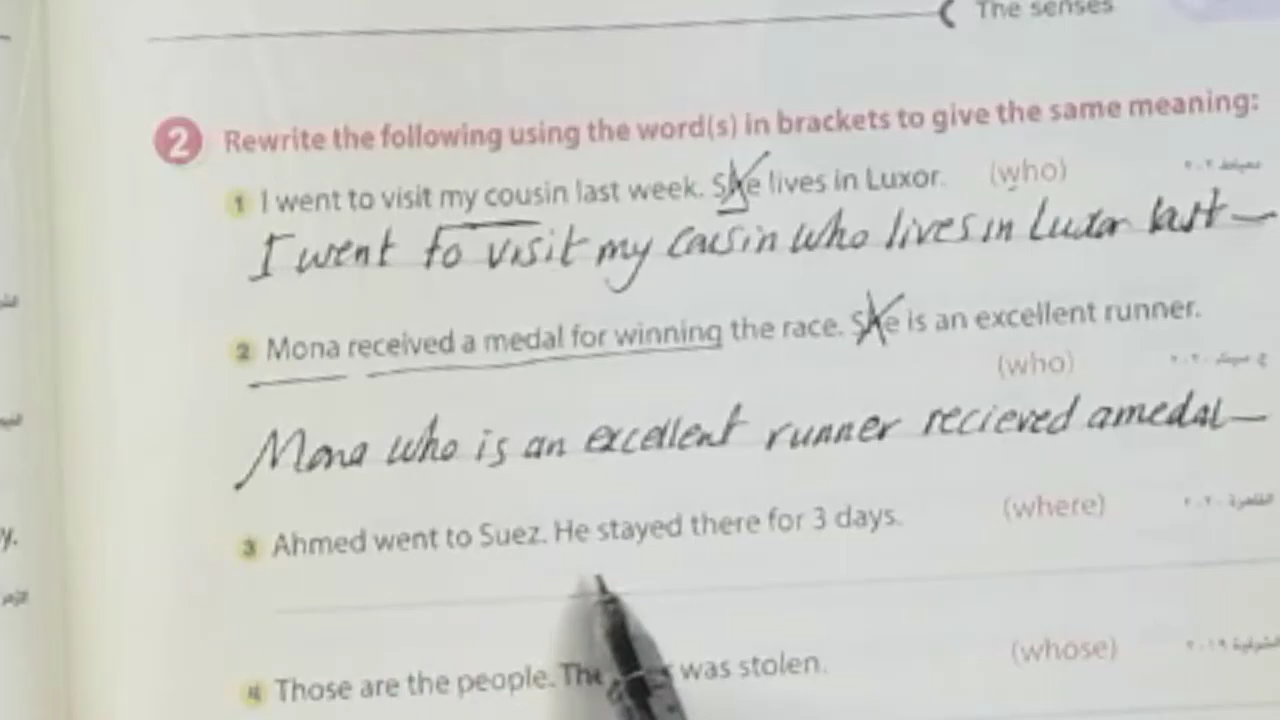 The senses
2 Rewrite the following using the word(s) in brackets to give the same meaning:
1 I went to visit my cousin last week. She lives in Luxor. (who)
I went to visit my cousin who lives in Luxor last
2 Mona received a medal for winning the race. She is an excellent runner.
(who)
Mona who is an excellent runner recieved amedal
3 Ahmed went to Suez. He stayed there for 3 days. (where)
4 Those are the people. was stolen. (whose)
y.